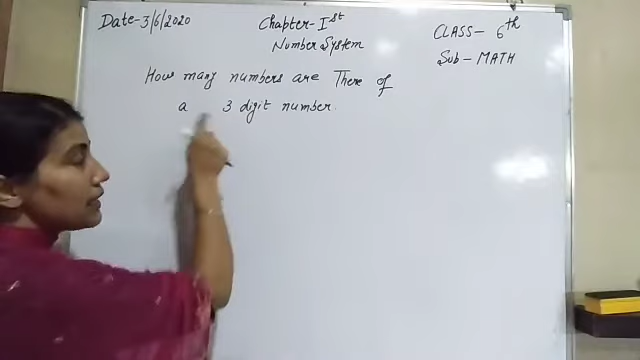 Date-3/6/2020
Chapter-Ist
Number System
CLASS- 6th
Sub-MATH
How many numbers are There of
a 3 digit number